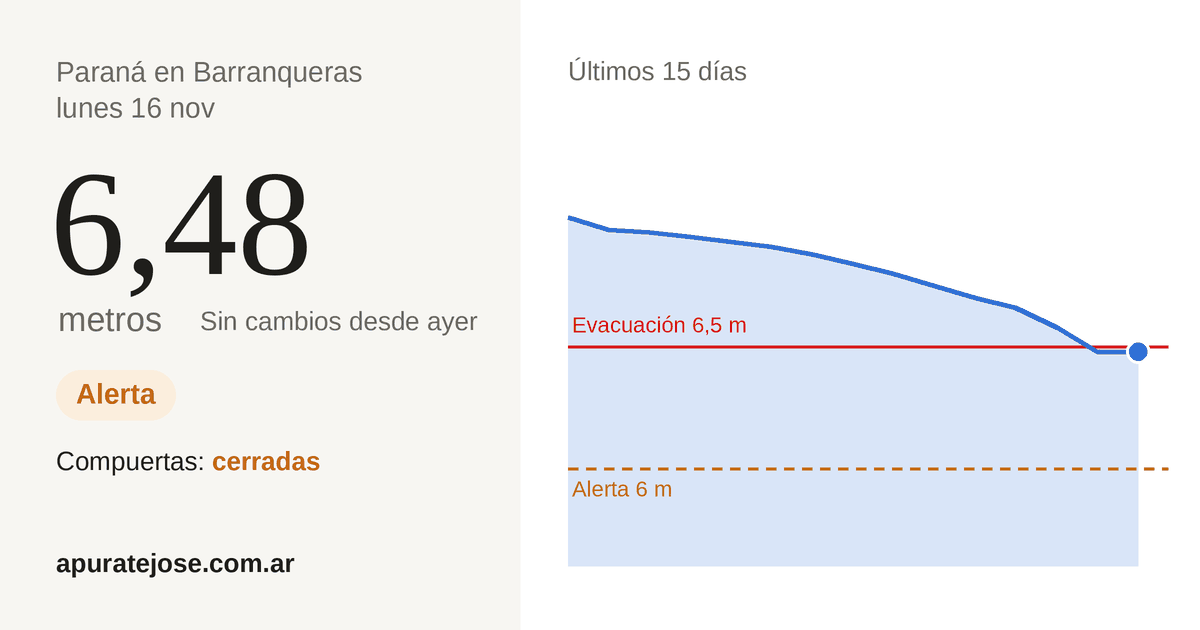 Paraná en Barranqueras
lunes 16 nov
6,48
metros Sin cambios desde ayer
Alerta
Compuertas: cerradas
apuratejose.com.ar
Últimos 15 días
Evacuación 6,5 m
Alerta 6 m